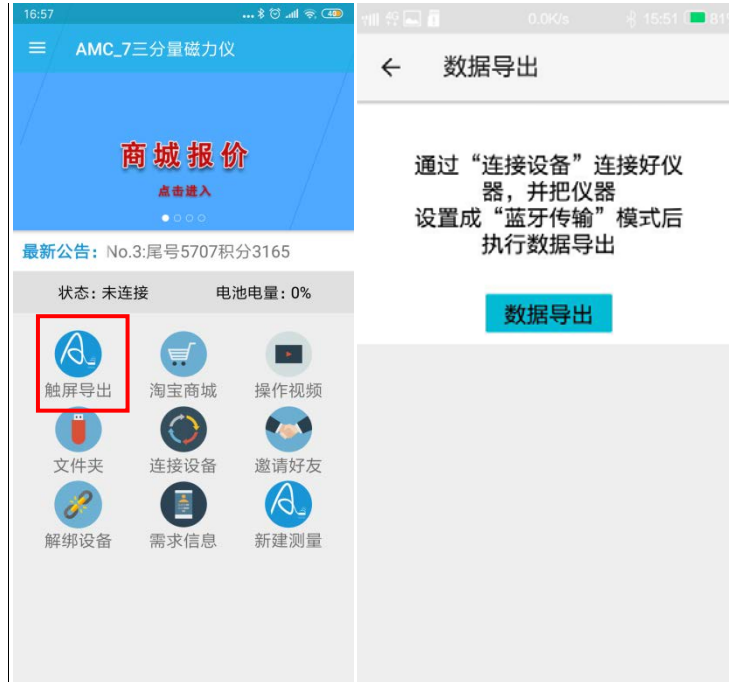 16:57
48
AMC_7三分量磁力仪
商城报价
点击进入
最新公告：No.3:尾号5707积分3165
状态：未连接
电池电量：0%
触屏导出
淘宝商城
操作视频
文件夹
连接设备
邀请好友
解绑设备
需求信息
新建测量
4G
0.0K/s
15:51
81%
数据导出
通过“连接设备”连接好仪
器，并把仪器
设置成“蓝牙传输”模式后
执行数据导出
数据导出